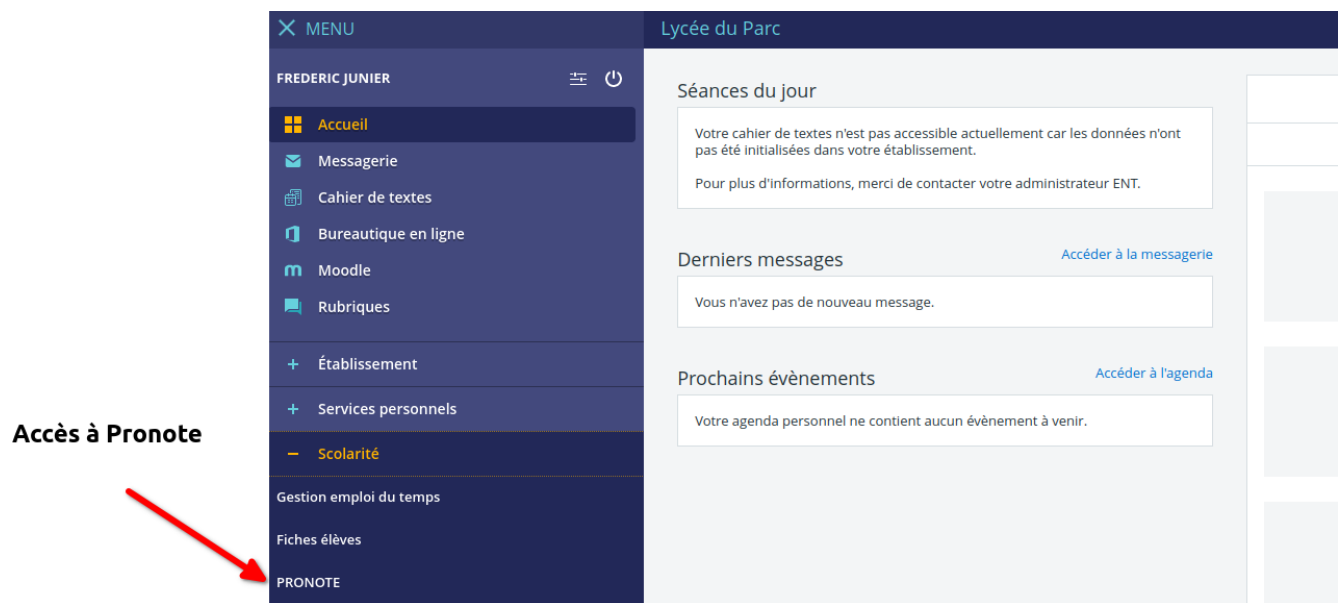 MENU
Lycée du Parc
FREDERIC JUNIER
Accueil
Messagerie
Cahier de textes
Bureautique en ligne
Moodle
Rubriques
Établissement
Services personnels
Scolarité
Gestion emploi du temps
Fiches élèves
PRONOTE
Accès à Pronote
Séances du jour
Votre cahier de textes n'est pas accessible actuellement car les données n'ont
pas été initialisées dans votre établissement.
Pour plus d'informations, merci de contacter votre administrateur ENT.
Derniers messages
Accéder à la messagerie
Vous n'avez pas de nouveau message.
Prochains évènements
Accéder à l'agenda
Votre agenda personnel ne contient aucun évènement à venir.